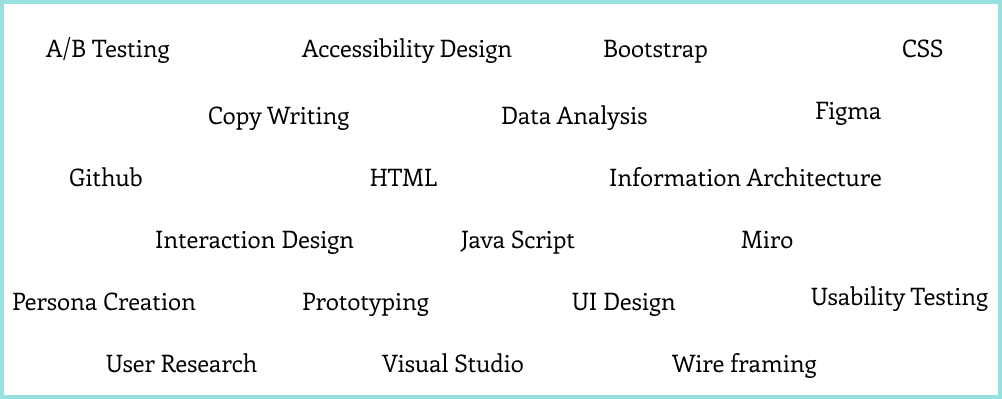 A/B Testing Accessibility Design Bootstrap CSS
Copy Writing Data Analysis Figma
Github HTML Information Architecture
Interaction Design Java Script Miro
Persona Creation Prototyping UI Design Usability Testing
User Research Visual Studio Wire framing